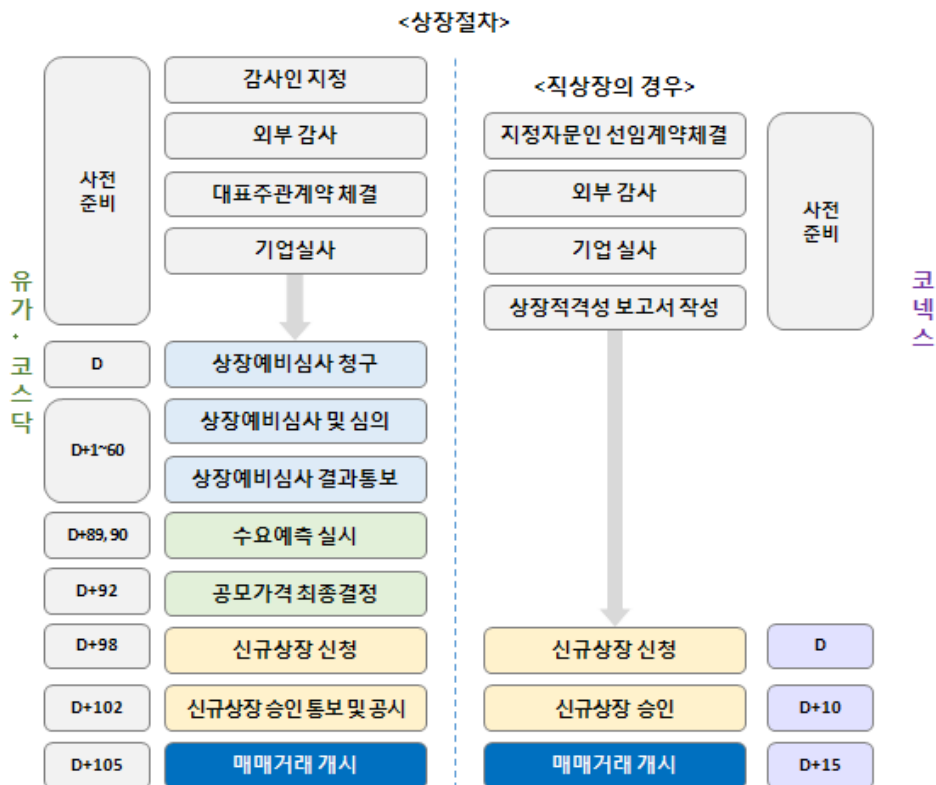 <상장절차>
사전
준비
감사인 지정
외부 감사
대표주관계약 체결
기업실사
<직상장의 경우>
지정자문인 선임계약체결
외부 감사
기업 실사
상장적격성 보고서 작성
사전
준비
유가·코스닥
코넥스
D
상장예비심사 청구
D+1~60
상장예비심사 및 심의
상장예비심사 결과통보
D+89, 90
수요예측 실시
D+92
공모가격 최종결정
D+98
신규상장 신청
신규상장 신청
D
D+102
신규상장 승인 통보 및 공시
신규상장 승인
D+10
D+105
매매거래 개시
매매거래 개시
D+15